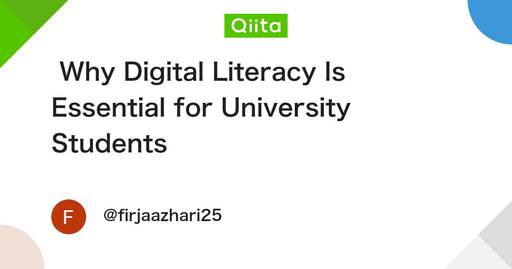 Qiita
Why Digital Literacy Is
Essential for University
Students
F
@firjaazhari25